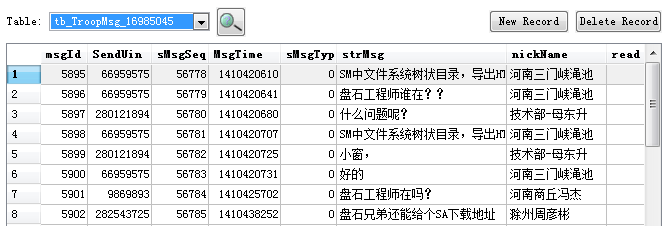 Table: tb_TroopMsg_16985045 New Record Delete Record
msgId SendUin sMsgSeq MsgTime sMsgTyp strMsg nickName read
1 5895 66959575 56778 1410420610 0 SM中文件系统树状目录，导出HT 河南三门峡渑池
2 5896 66959575 56779 1410420641 0 盘石工程师谁在？？ 河南三门峡渑池
3 5897 280121894 56780 1410420680 0 什么问题呢？ 技术部-母东升
4 5898 66959575 56781 1410420707 0 SM中文件系统树状目录，导出HT 河南三门峡渑池
5 5899 280121894 56782 1410420725 0 小窗， 技术部-母东升
6 5900 66959575 56783 1410420731 0 好的 河南三门峡渑池
7 5901 9869893 56784 1410425702 0 盘石工程师在吗？ 河南商丘冯杰
8 5902 282543725 56785 1410438252 0 盘石兄弟还能给个SA下载地址 滁州周彦彬